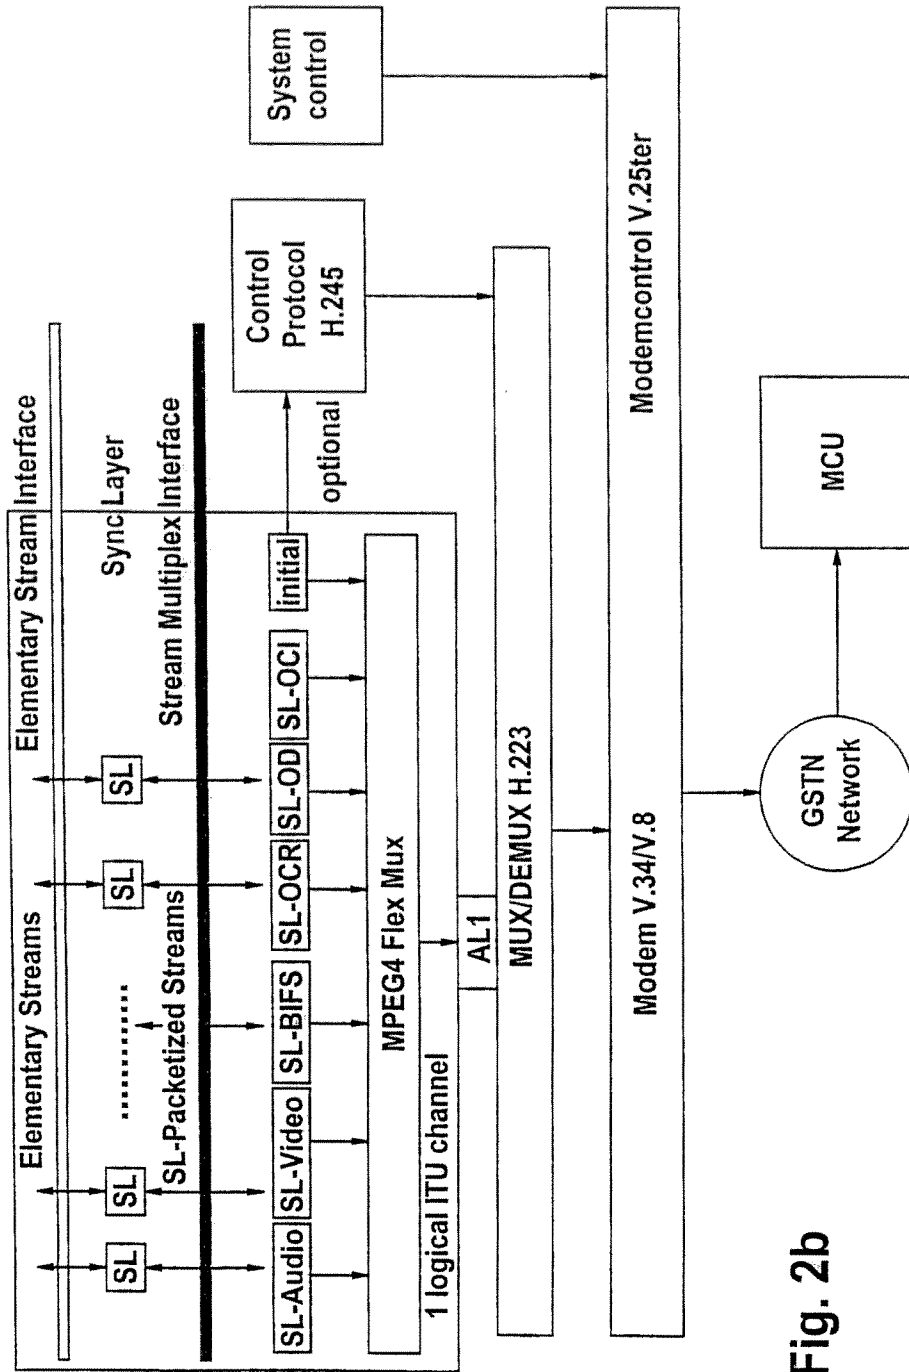 Elementary Streams
Elementary Stream Interface
SL
SL
..........
SL
SL
Sync Layer
SL-Packetized Streams
Stream Multiplex Interface
SL-Audio
SL-Video
SL-BIFS
SL-OCR
SL-OD
SL-OCI
initial
optional
Control
Protocol
H.245
System
control
MPEG4 Flex Mux
1 logical ITU channel
AL1
MUX/DEMUX H.223
Modem V.34/V.8
Modemcontrol V.25ter
GSTN
Network
MCU
Fig. 2b